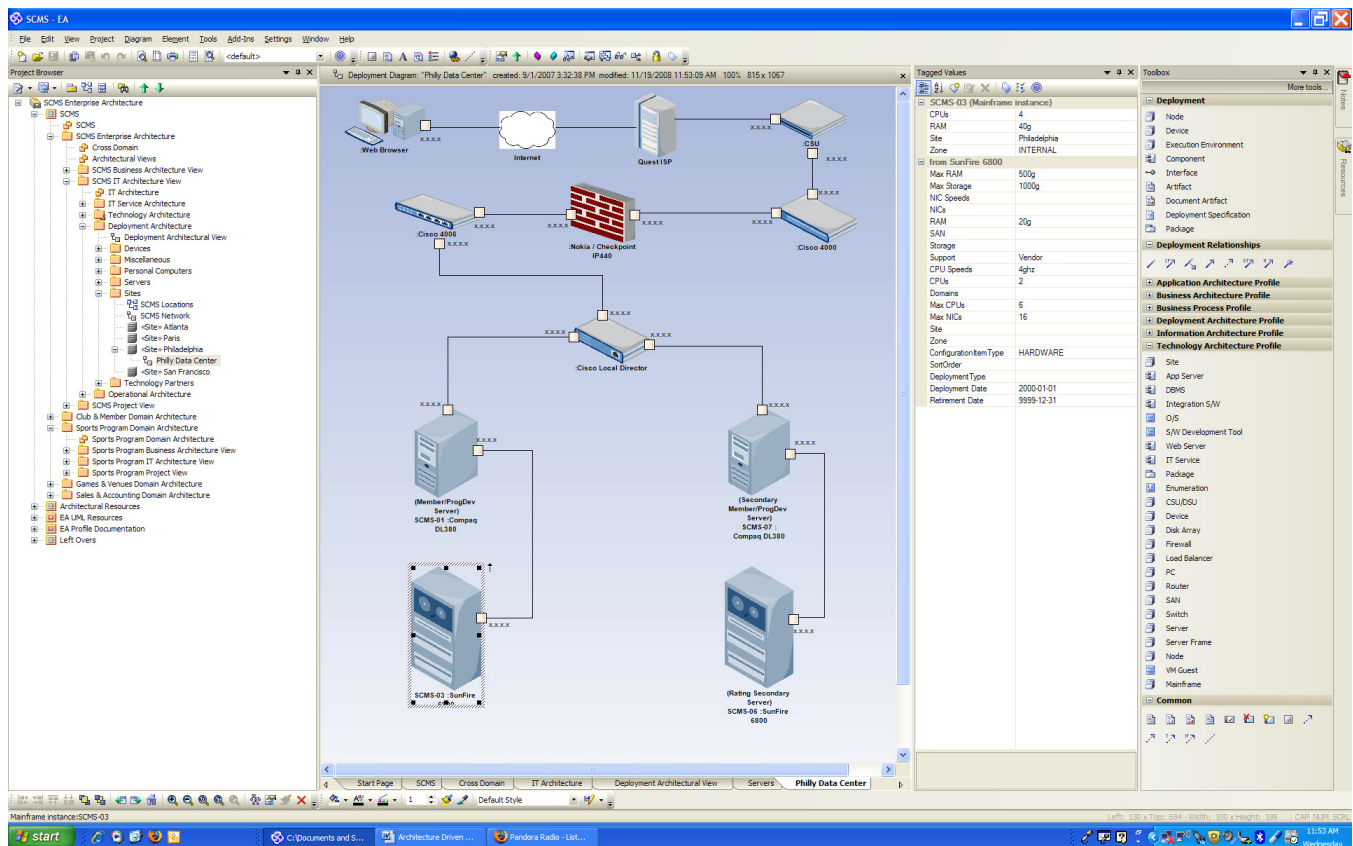 SCMS - EA
File Edit View Project Diagram Element Tools Add-Ins Settings Window Help
<default>
Project Browser
SCMS Enterprise Architecture
SCMS
SCMS
SCMS Enterprise Architecture
Cross Domain
Architectural Views
SCMS Business Architecture View
SCMS IT Architecture View
IT Architecture
IT Service Architecture
Technology Architecture
Deployment Architecture
Deployment Architectural View
Devices
Miscellaneous
Personal Computers
Servers
Sites
SCMS Locations
SCMS Network
«Site» Atlanta
«Site» Paris
«Site» Philadelphia
Philly Data Center
«Site» San Francisco
Technology Partners
Operational Architecture
SCMS Project View
Club & Member Domain Architecture
Sports Program Domain Architecture
Sports Program Domain Architecture
Sports Program Business Architecture View
Sports Program IT Architecture View
Sports Program Project View
Games & Venues Domain Architecture
Sales & Accounting Domain Architecture
Architectural Resources
EA UML Resources
EA Profile Documentation
Left Overs
Deployment Diagram: "Philly Data Center" created: 9/1/2007 3:32:38 PM modified: 11/19/2008 11:53:09 AM 100% 815 x 1067
:Web Browser
x.x.x.x
Internet
Quest ISP
x.x.x.x
:CSU
x.x.x.x
x.x.x.x
:Cisco 4006
x.x.x.x
x.x.x.x
x.x.x.x
:Nokia / Checkpoint
IP440
x.x.x.x
x.x.x.x
:Cisco 4000
x.x.x.x
x.x.x.x
x.x.x.x
:Cisco Local Director
x.x.x.x
x.x.x.x
(Member/ProgDev
Server)
SCMS-01 :Compaq
DL380
x.x.x.x
x.x.x.x
(Secondary
Member/ProgDev
Server)
SCMS-07 :
Compaq DL380
x.x.x.x
SCMS-03 :SunFire
x.x.x.x
(Rating Secondary
Server)
SCMS-06 :SunFire
6800
Start Page SCMS Cross Domain IT Architecture Deployment Architectural View Servers Philly Data Center
Tagged Values
SCMS-03 (Mainframe instance)
CPUs 4
RAM 40g
Site Philadelphia
Zone INTERNAL
from SunFire 6800
Max RAM 500g
Max Storage 1000g
NIC Speeds
NICs
RAM 20g
SAN
Storage
Support Vendor
CPU Speeds 4ghz
CPUs 2
Domains
Max CPUs 6
Max NICs 16
Site
Zone
ConfigurationItemType HARDWARE
SortOrder
DeploymentType
Deployment Date 2000-01-01
Retirement Date 9999-12-31
Toolbox
More tools...
Deployment
Node
Device
Execution Environment
Component
Interface
Artifact
Document Artifact
Deployment Specification
Package
Deployment Relationships
Application Architecture Profile
Business Architecture Profile
Business Process Profile
Deployment Architecture Profile
Information Architecture Profile
Technology Architecture Profile
Site
App Server
DBMS
Integration S/W
O/S
S/W Development Tool
Web Server
IT Service
Package
Enumeration
CSU/DSU
Device
Disk Array
Firewall
Load Balancer
PC
Router
SAN
Switch
Server
Server Frame
Node
VM Guest
Mainframe
Common
Notes
Resources
1 Default Style
Mainframe instance:SCMS-03
Left: 130 x Top: 684 - Width: 100 x Height: 198 CAP NUM SCRL
start
C:\Documents and S...
Architecture Driven ...
Pandora Radio - List...
11:53 AM
Wednesday